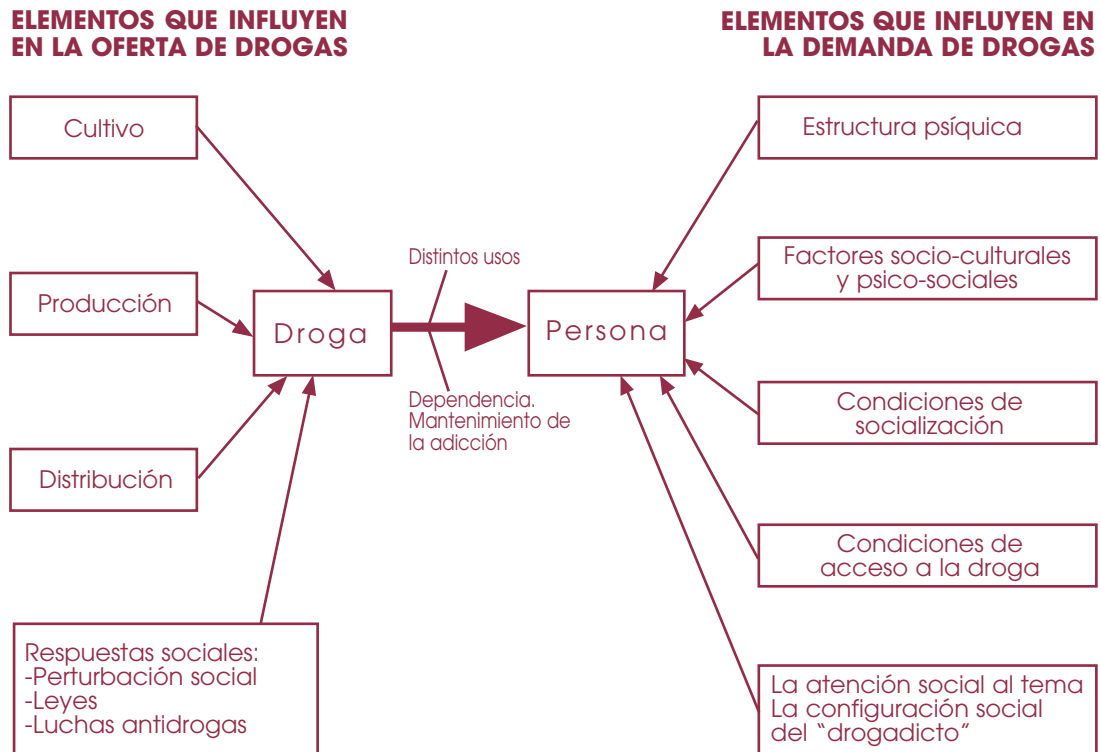 ELEMENTOS QUE INFLUYEN
EN LA OFERTA DE DROGAS
ELEMENTOS QUE INFLUYEN EN
LA DEMANDA DE DROGAS
Cultivo
Producción
Distribución
Respuestas sociales:
-Perturbación social
-Leyes
-Luchas antidrogas
Droga
Distintos usos
Dependencia.
Mantenimiento de
la adicción
Persona
Estructura psíquica
Factores socio-culturales
y psico-sociales
Condiciones de
socialización
Condiciones de
acceso a la droga
La atención social al tema
La configuración social
del “drogadicto”